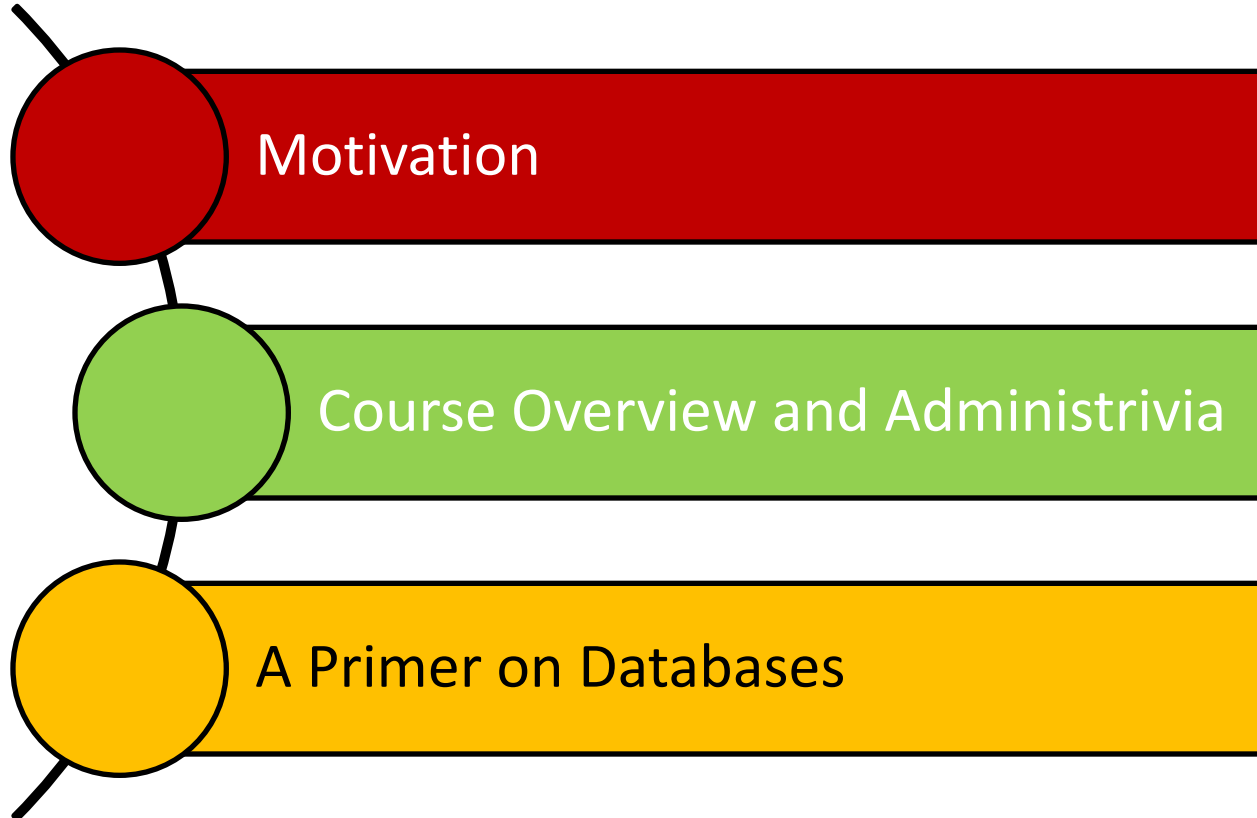 Motivation
Course Overview and Administrivia
A Primer on Databases